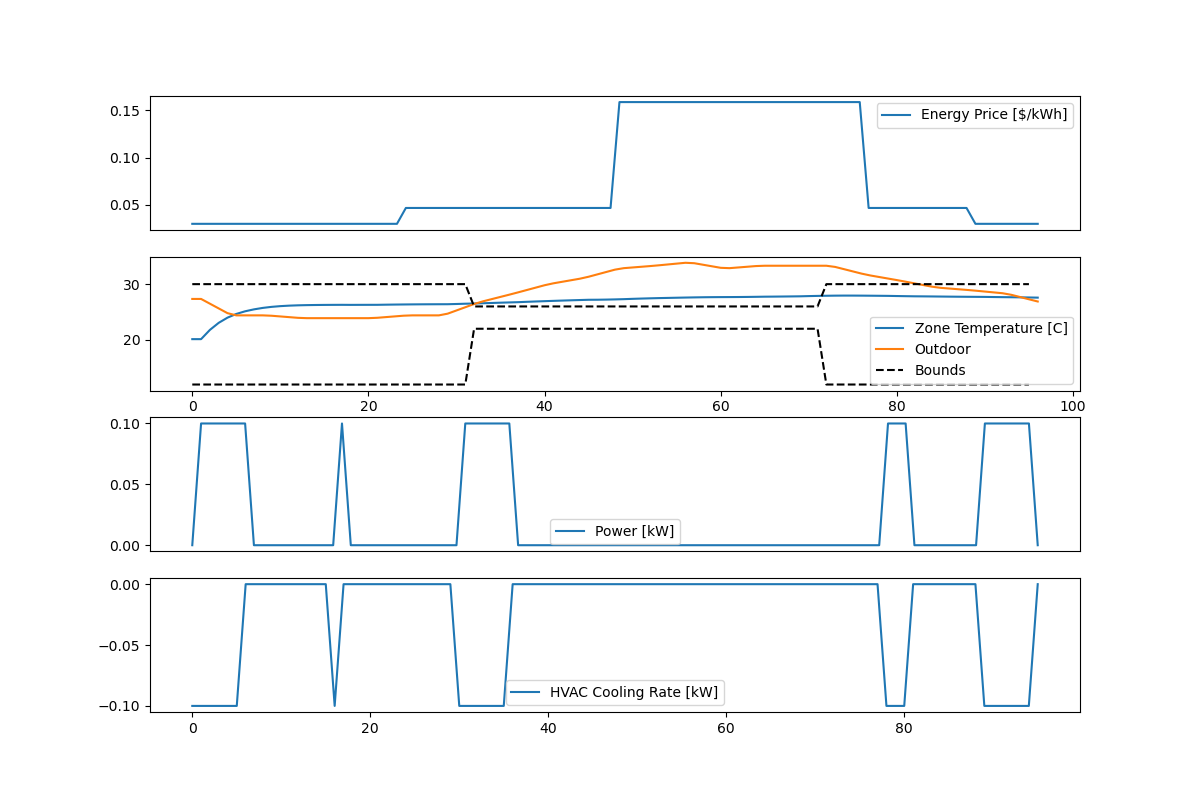 0.15
0.10
0.05
Energy Price [$/kWh]
30
20
Zone Temperature [C]
Outdoor
Bounds
0 20 40 60 80 100
0.10
0.05
0.00
Power [kW]
0.00
−0.05
−0.10
HVAC Cooling Rate [kW]
0 20 40 60 80